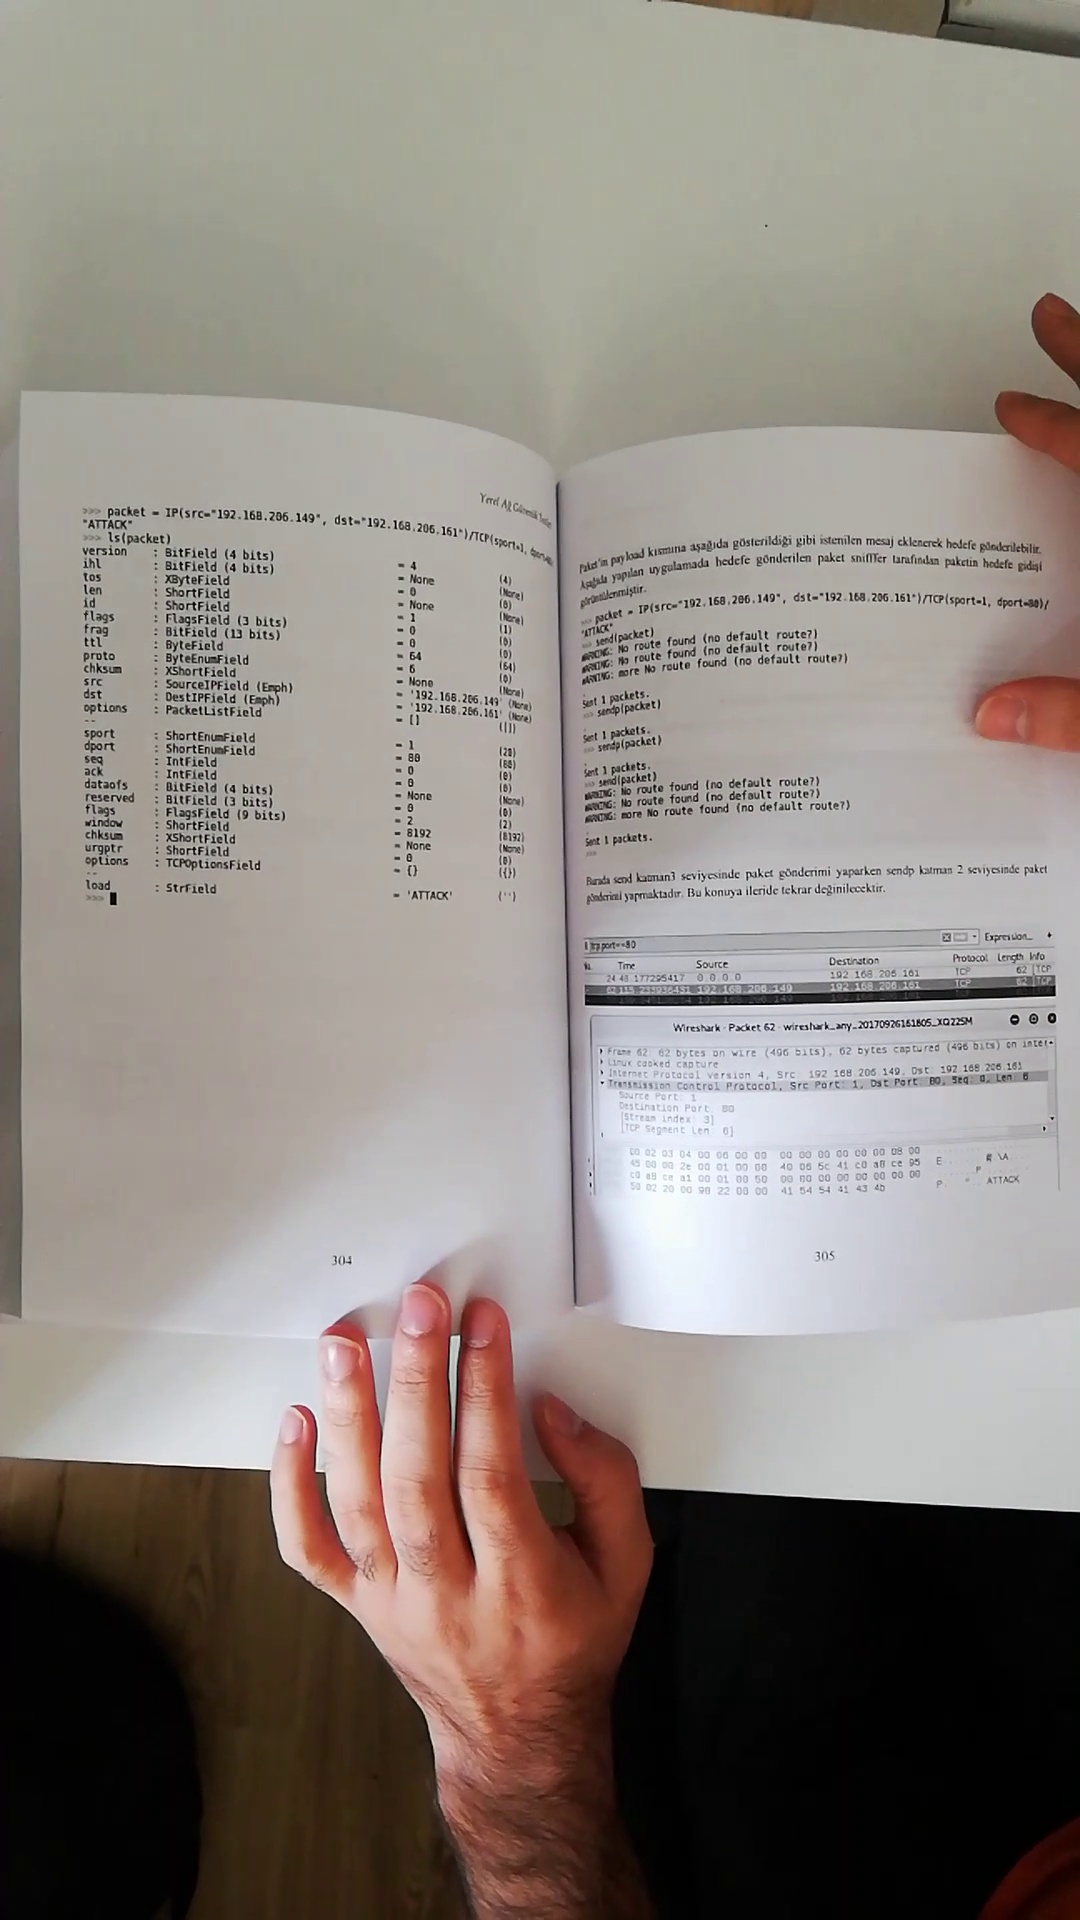 Yerel Ağ Güvenlik Testleri
>>> packet = IP(src="192.168.206.149", dst="192.168.206.161")/TCP(sport=1, dport=80)/
"ATTACK"
>>> ls(packet)
version : BitField (4 bits) = 4 (4)
ihl : BitField (4 bits) = None (None)
tos : XByteField = 0 (0)
len : ShortField = None (None)
id : ShortField = 1 (1)
flags : FlagsField (3 bits) = 0 (0)
frag : BitField (13 bits) = 0 (0)
ttl : ByteField = 64 (64)
proto : ByteEnumField = 6 (0)
chksum : XShortField = None (None)
src : SourceIPField (Emph) = '192.168.206.149' (None)
dst : DestIPField (Emph) = '192.168.206.161' (None)
options : PacketListField = [] ([])
--
sport : ShortEnumField = 1 (20)
dport : ShortEnumField = 80 (80)
seq : IntField = 0 (0)
ack : IntField = 0 (0)
dataofs : BitField (4 bits) = None (None)
reserved : BitField (3 bits) = 0 (0)
flags : FlagsField (9 bits) = 2 (2)
window : ShortField = 8192 (8192)
chksum : XShortField = None (None)
urgptr : ShortField = 0 (0)
options : TCPOptionsField = {} ({})
--
load : StrField = 'ATTACK' ('')
>>>
304
Paket'in payload kısmına aşağıda gösterildiği gibi istenilen mesaj eklenerek hedefe gönderilebilir.
Aşağıda yapılan uygulamada hedefe gönderilen paket snifffer tarafından paketin hedefe gidişi
görüntülenmiştir.
>>> packet = IP(src="192.168.206.149", dst="192.168.206.161")/TCP(sport=1, dport=80)/
"ATTACK"
>>> send(packet)
WARNING: No route found (no default route?)
WARNING: No route found (no default route?)
WARNING: more No route found (no default route?)
.
Sent 1 packets.
>>> sendp(packet)
.
Sent 1 packets.
>>> sendp(packet)
.
Sent 1 packets.
>>> send(packet)
WARNING: No route found (no default route?)
WARNING: No route found (no default route?)
WARNING: more No route found (no default route?)
.
Sent 1 packets.
>>>
Burada send katman3 seviyesinde paket gönderimi yaparken sendp katman 2 seviyesinde paket
gönderimi yapmaktadır. Bu konuya ileride tekrar değinilecektir.
tcp.port==80 Expression...
Time Source Destination Protocol Length Info
24 48.177295417 0.0.0.0 192.168.206.161 TCP 62 [TCP
62 115.233936431 192.168.206.149 192.168.206.161 TCP 62 [TCP
Wireshark · Packet 62 · wireshark_any_20170926161805_XQ22SM
Frame 62: 62 bytes on wire (496 bits), 62 bytes captured (496 bits) on inter
Linux cooked capture
Internet Protocol Version 4, Src: 192.168.206.149, Dst: 192.168.206.161
Transmission Control Protocol, Src Port: 1, Dst Port: 80, Seq: 0, Len: 6
Source Port: 1
Destination Port: 80
[Stream index: 3]
[TCP Segment Len: 6]
00 02 03 04 00 06 00 00 00 00 00 00 00 00 08 00
45 00 00 2e 00 01 00 00 40 06 5c 41 c0 a8 ce 95 E
c0 a8 ce a1 00 01 00 50 00 00 00 00 00 00 00 00 P
50 02 20 00 90 22 00 00 41 54 54 41 43 4b P. ATTACK
305